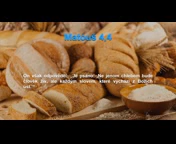 Matouš 4,4
On však odpověděl: „Je psáno: ‚Ne jenom chlebem bude
člověk živ, ale každým slovem, které vychází z Božích
úst.‘“